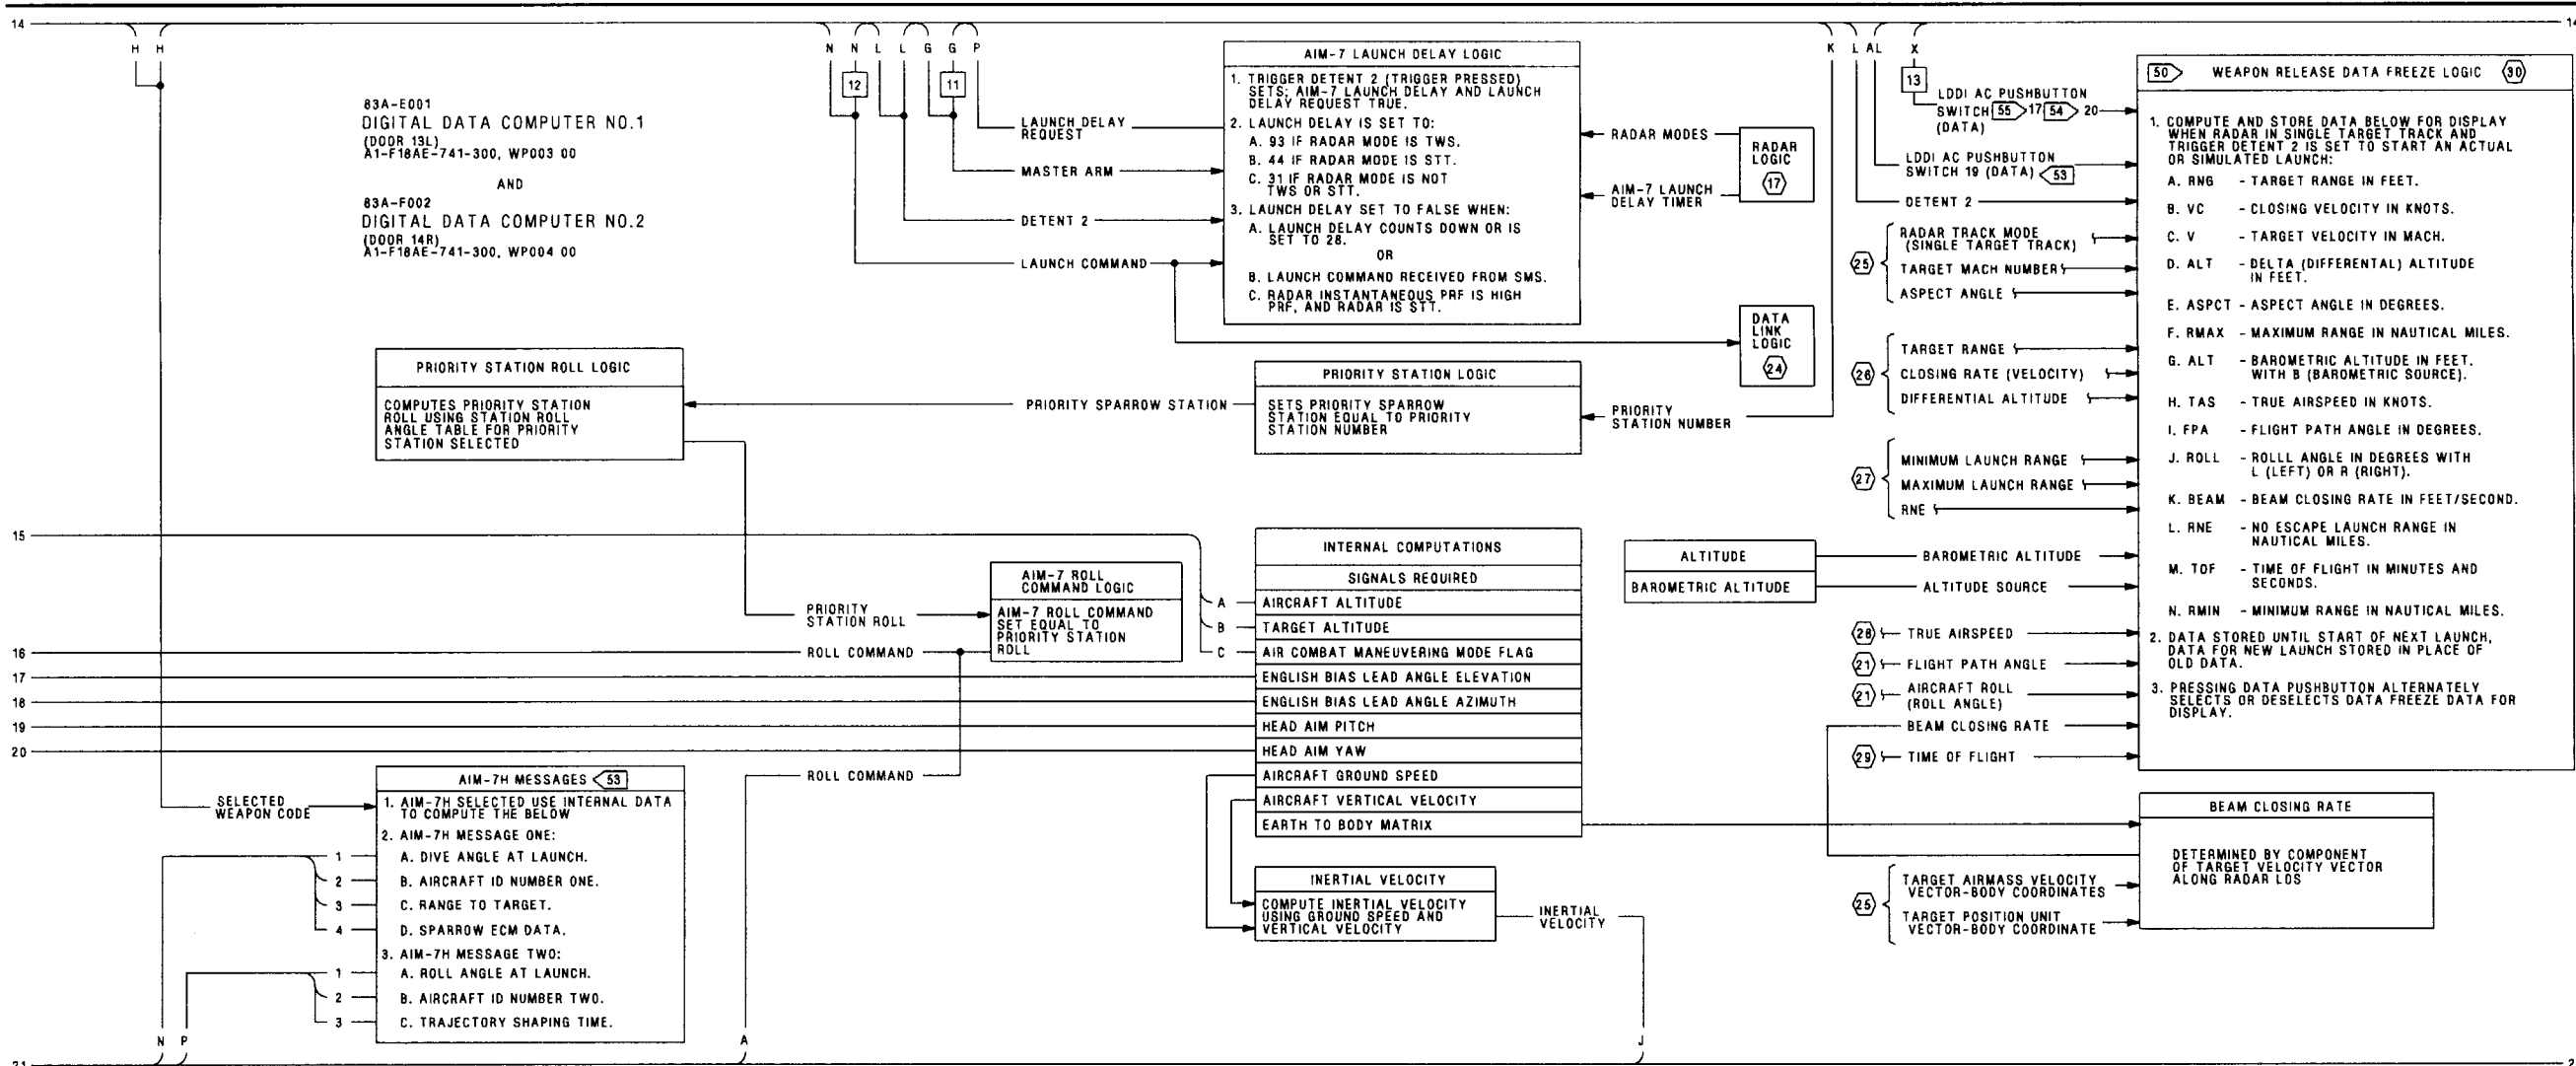 14
14
H
H
N
N
L
L
G
G
P
K
L
AL
X
12
11
13
83A-E001
DIGITAL DATA COMPUTER NO.1
(DOOR 13L)
A1-F18AE-741-300, WP003 00
AND
83A-F002
DIGITAL DATA COMPUTER NO.2
(DOOR 14R)
A1-F18AE-741-300, WP004 00
LAUNCH DELAY
REQUEST
MASTER ARM
DETENT 2
LAUNCH COMMAND
AIM-7 LAUNCH DELAY LOGIC
1. TRIGGER DETENT 2 (TRIGGER PRESSED)
SETS; AIM-7 LAUNCH DELAY AND LAUNCH
DELAY REQUEST TRUE.
2. LAUNCH DELAY IS SET TO:
A. 93 IF RADAR MODE IS TWS.
B. 44 IF RADAR MODE IS STT.
C. 31 IF RADAR MODE IS NOT
TWS OR STT.
3. LAUNCH DELAY SET TO FALSE WHEN:
A. LAUNCH DELAY COUNTS DOWN OR IS
SET TO 28.
OR
B. LAUNCH COMMAND RECEIVED FROM SMS.
C. RADAR INSTANTANEOUS PRF IS HIGH
PRF, AND RADAR IS STT.
RADAR MODES
AIM-7 LAUNCH
DELAY TIMER
RADAR
LOGIC
17
DATA
LINK
LOGIC
24
PRIORITY STATION ROLL LOGIC
COMPUTES PRIORITY STATION
ROLL USING STATION ROLL
ANGLE TABLE FOR PRIORITY
STATION SELECTED
PRIORITY SPARROW STATION
PRIORITY STATION LOGIC
SETS PRIORITY SPARROW
STATION EQUAL TO PRIORITY
STATION NUMBER
PRIORITY
STATION NUMBER
LDDI AC PUSHBUTTON
SWITCH 55 17 54 20
(DATA)
LDDI AC PUSHBUTTON
SWITCH 19 (DATA) 53
DETENT 2
25
RADAR TRACK MODE
(SINGLE TARGET TRACK)
TARGET MACH NUMBER
ASPECT ANGLE
26
TARGET RANGE
CLOSING RATE (VELOCITY)
DIFFERENTIAL ALTITUDE
27
MINIMUM LAUNCH RANGE
MAXIMUM LAUNCH RANGE
RNE
ALTITUDE
BAROMETRIC ALTITUDE
BAROMETRIC ALTITUDE
ALTITUDE SOURCE
28
TRUE AIRSPEED
21
FLIGHT PATH ANGLE
21
AIRCRAFT ROLL
(ROLL ANGLE)
BEAM CLOSING RATE
29
TIME OF FLIGHT
50
WEAPON RELEASE DATA FREEZE LOGIC
30
1. COMPUTE AND STORE DATA BELOW FOR DISPLAY
WHEN RADAR IN SINGLE TARGET TRACK AND
TRIGGER DETENT 2 IS SET TO START AN ACTUAL
OR SIMULATED LAUNCH:
A. RNG - TARGET RANGE IN FEET.
B. VC - CLOSING VELOCITY IN KNOTS.
C. V - TARGET VELOCITY IN MACH.
D. ALT - DELTA (DIFFERENTIAL) ALTITUDE
IN FEET.
E. ASPCT - ASPECT ANGLE IN DEGREES.
F. RMAX - MAXIMUM RANGE IN NAUTICAL MILES.
G. ALT - BAROMETRIC ALTITUDE IN FEET.
WITH B (BAROMETRIC SOURCE).
H. TAS - TRUE AIRSPEED IN KNOTS.
I. FPA - FLIGHT PATH ANGLE IN DEGREES.
J. ROLL - ROLLL ANGLE IN DEGREES WITH
L (LEFT) OR R (RIGHT).
K. BEAM - BEAM CLOSING RATE IN FEET/SECOND.
L. RNE - NO ESCAPE LAUNCH RANGE IN
NAUTICAL MILES.
M. TOF - TIME OF FLIGHT IN MINUTES AND
SECONDS.
N. RMIN - MINIMUM RANGE IN NAUTICAL MILES.
2. DATA STORED UNTIL START OF NEXT LAUNCH,
DATA FOR NEW LAUNCH STORED IN PLACE OF
OLD DATA.
3. PRESSING DATA PUSHBUTTON ALTERNATELY
SELECTS OR DESELECTS DATA FREEZE DATA FOR
DISPLAY.
15
16
17
18
19
20
PRIORITY
STATION ROLL
ROLL COMMAND
AIM-7 ROLL
COMMAND LOGIC
AIM-7 ROLL COMMAND
SET EQUAL TO
PRIORITY STATION
ROLL
ROLL COMMAND
INTERNAL COMPUTATIONS
SIGNALS REQUIRED
A AIRCRAFT ALTITUDE
B TARGET ALTITUDE
C AIR COMBAT MANEUVERING MODE FLAG
ENGLISH BIAS LEAD ANGLE ELEVATION
ENGLISH BIAS LEAD ANGLE AZIMUTH
HEAD AIM PITCH
HEAD AIM YAW
AIRCRAFT GROUND SPEED
AIRCRAFT VERTICAL VELOCITY
EARTH TO BODY MATRIX
INERTIAL VELOCITY
COMPUTE INERTIAL VELOCITY
USING GROUND SPEED AND
VERTICAL VELOCITY
INERTIAL
VELOCITY
SELECTED
WEAPON CODE
AIM-7H MESSAGES 53
1. AIM-7H SELECTED USE INTERNAL DATA
TO COMPUTE THE BELOW
2. AIM-7H MESSAGE ONE:
1 A. DIVE ANGLE AT LAUNCH.
2 B. AIRCRAFT ID NUMBER ONE.
3 C. RANGE TO TARGET.
4 D. SPARROW ECM DATA.
3. AIM-7H MESSAGE TWO:
1 A. ROLL ANGLE AT LAUNCH.
2 B. AIRCRAFT ID NUMBER TWO.
3 C. TRAJECTORY SHAPING TIME.
BEAM CLOSING RATE
DETERMINED BY COMPONENT
OF TARGET VELOCITY VECTOR
ALONG RADAR LOS
25
TARGET AIRMASS VELOCITY
VECTOR-BODY COORDINATES
TARGET POSITION UNIT
VECTOR-BODY COORDINATE
N
P
A
J